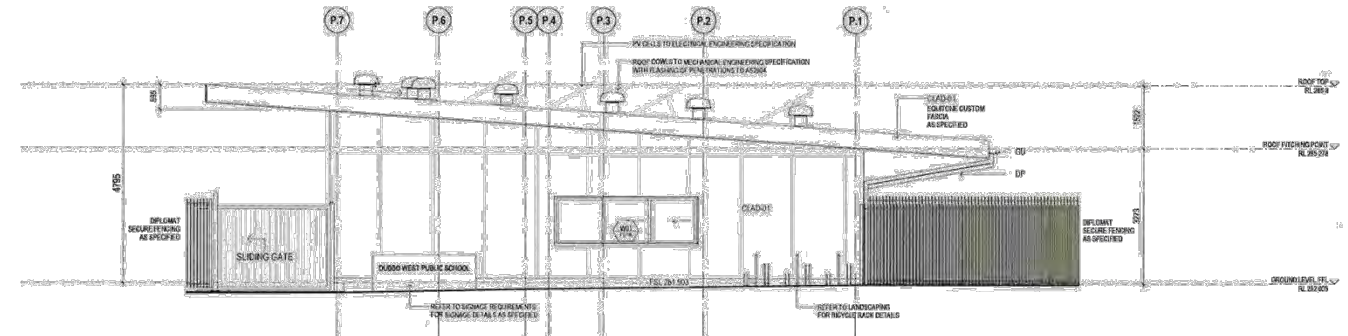 P.7
P.6
P.5
P.4
P.3
P.2
P.1
PV CELLS TO ELECTRICAL ENGINEERING SPECIFICATION
ROOF COWLS TO MECHANICAL ENGINEERING SPECIFICATION
WITH FLASHING OF PENETRATIONS TO AS2904
ROOF TOP
CLAD-01
EQUITONE CUSTOM
FASCIA
AS SPECIFIED
ROOF PITCHING POINT
RL 285.278
GU
DP
4795
DIPLOMAT
SECURE FENCING
AS SPECIFIED
SLIDING GATE
DUBBO WEST PUBLIC SCHOOL
CLAD-01
DIPLOMAT
SECURE FENCING
AS SPECIFIED
GROUND LEVEL FFL
REFER TO SIGNAGE REQUIREMENTS
FOR SIGNAGE DETAILS AS SPECIFIED
REFER TO LANDSCAPING
FOR BICYCLE RACK DETAILS